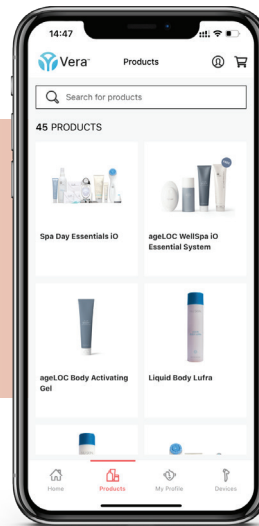 14:47
Vera
Products
Search for products
45 PRODUCTS
Spa Day Essentials iO
ageLOC WellSpa iO
Essential System
ageLOC Body Activating
Gel
Liquid Body Lufra
Home
Products
My Profile
Devices